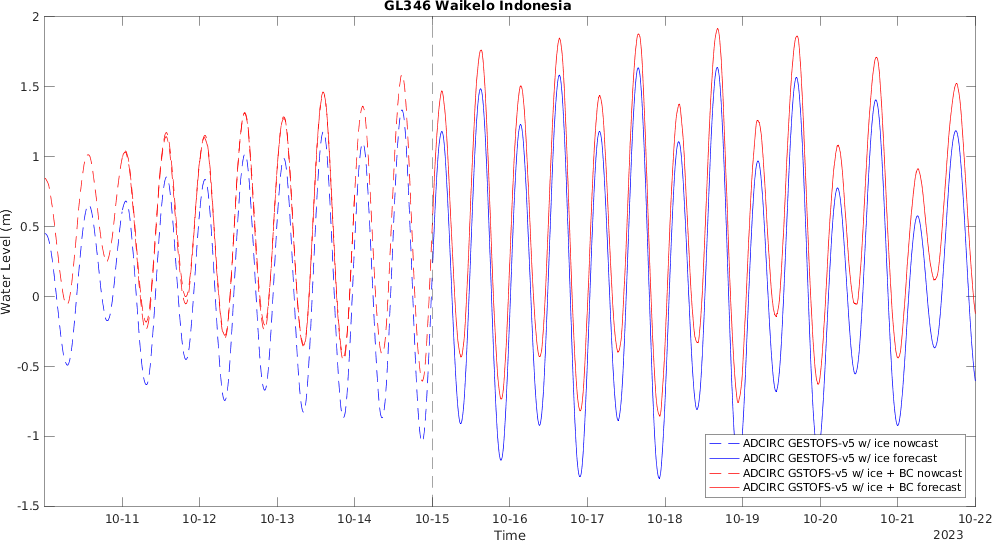 GL346 Waikelo Indonesia
2
1.5
1
0.5
0
-0.5
-1
-1.5
Water Level (m)
ADCIRC GESTOFS-v5 w/ ice nowcast
ADCIRC GESTOFS-v5 w/ ice forecast
ADCIRC GSTOFS-v5 w/ ice + BC nowcast
ADCIRC GSTOFS-v5 w/ ice + BC forecast
10-11 10-12 10-13 10-14 10-15 10-16 10-17 10-18 10-19 10-20 10-21 10-22
Time
2023